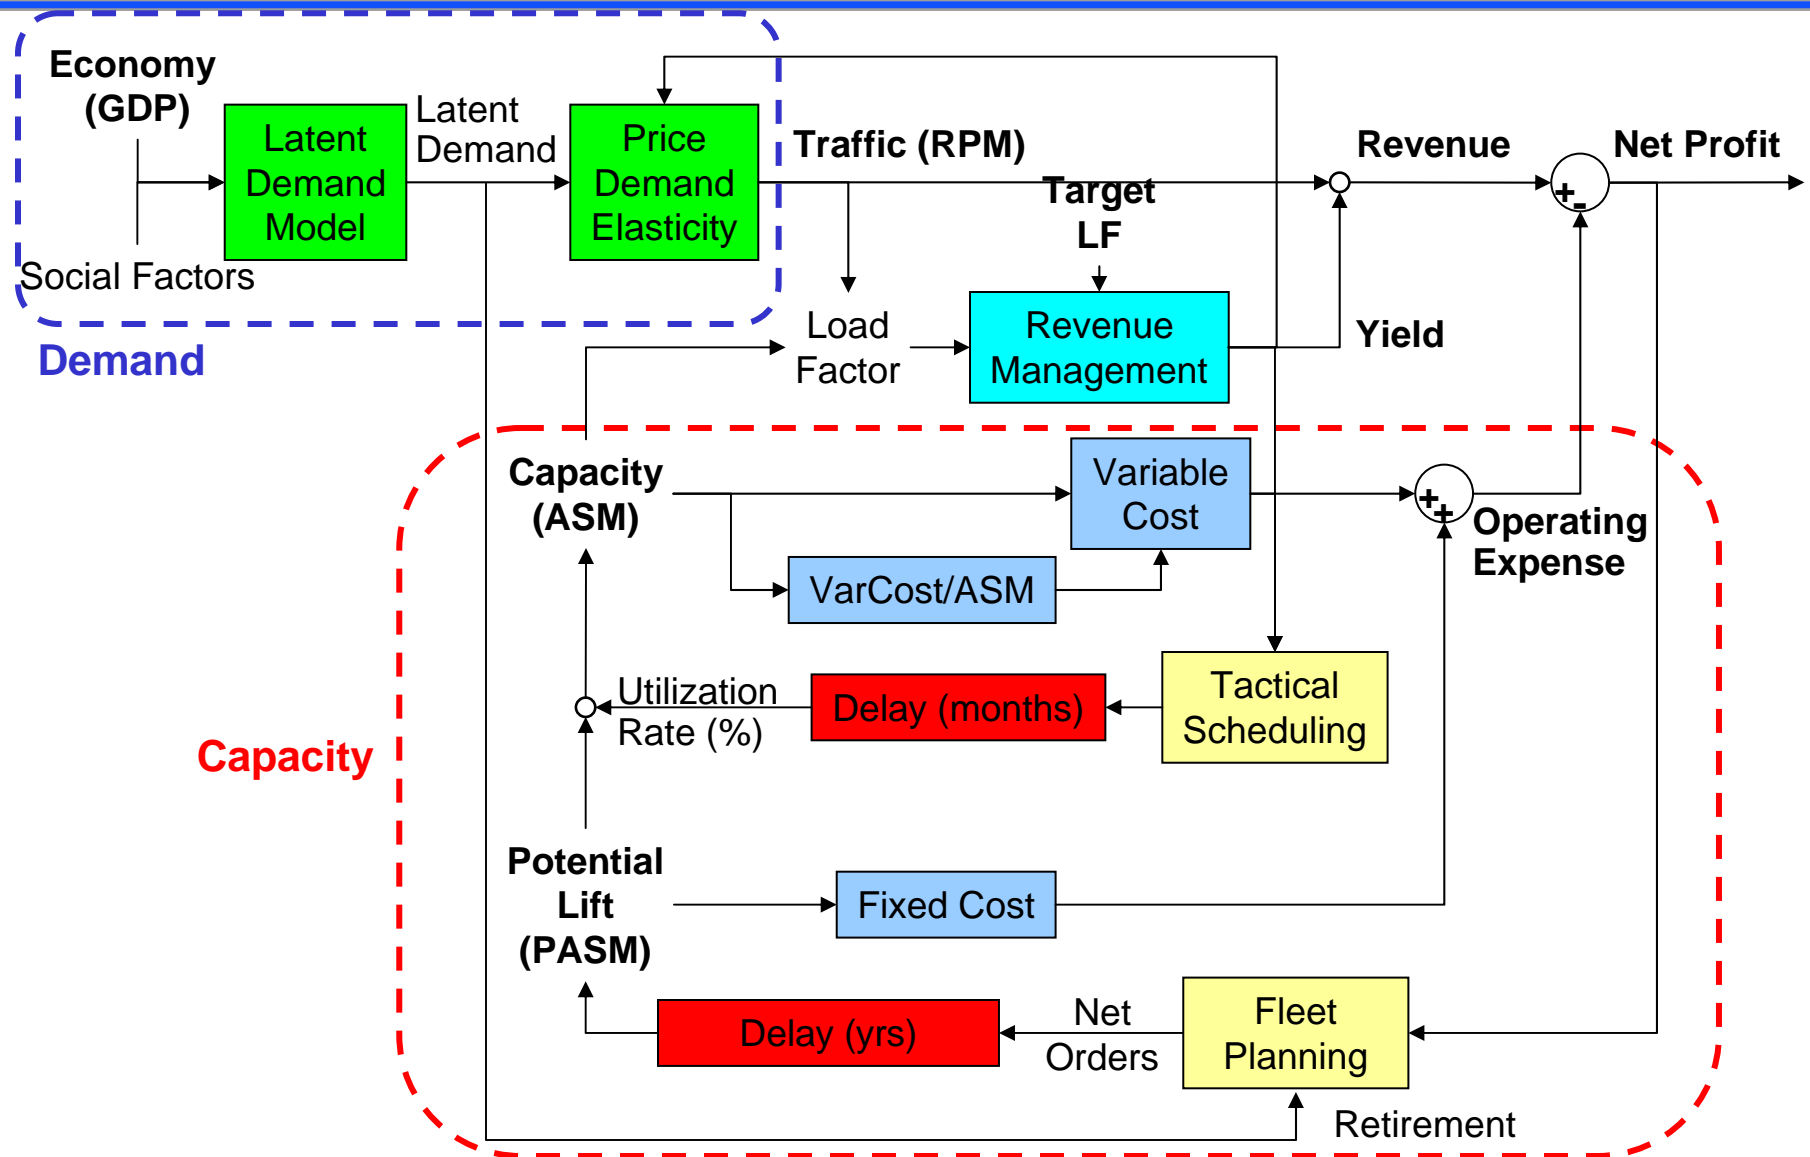 Economy
(GDP)
Latent
Demand
Model
Latent
Demand
Price
Demand
Elasticity
Traffic (RPM)
Target
LF
Revenue
Net Profit
+
-
Social Factors
Demand
Load
Factor
Revenue
Management
Yield
Capacity
(ASM)
Variable
Cost
+
+
Operating
Expense
VarCost/ASM
Utilization
Rate (%)
Delay (months)
Tactical
Scheduling
Capacity
Potential
Lift
(PASM)
Fixed Cost
Delay (yrs)
Net
Orders
Fleet
Planning
Retirement